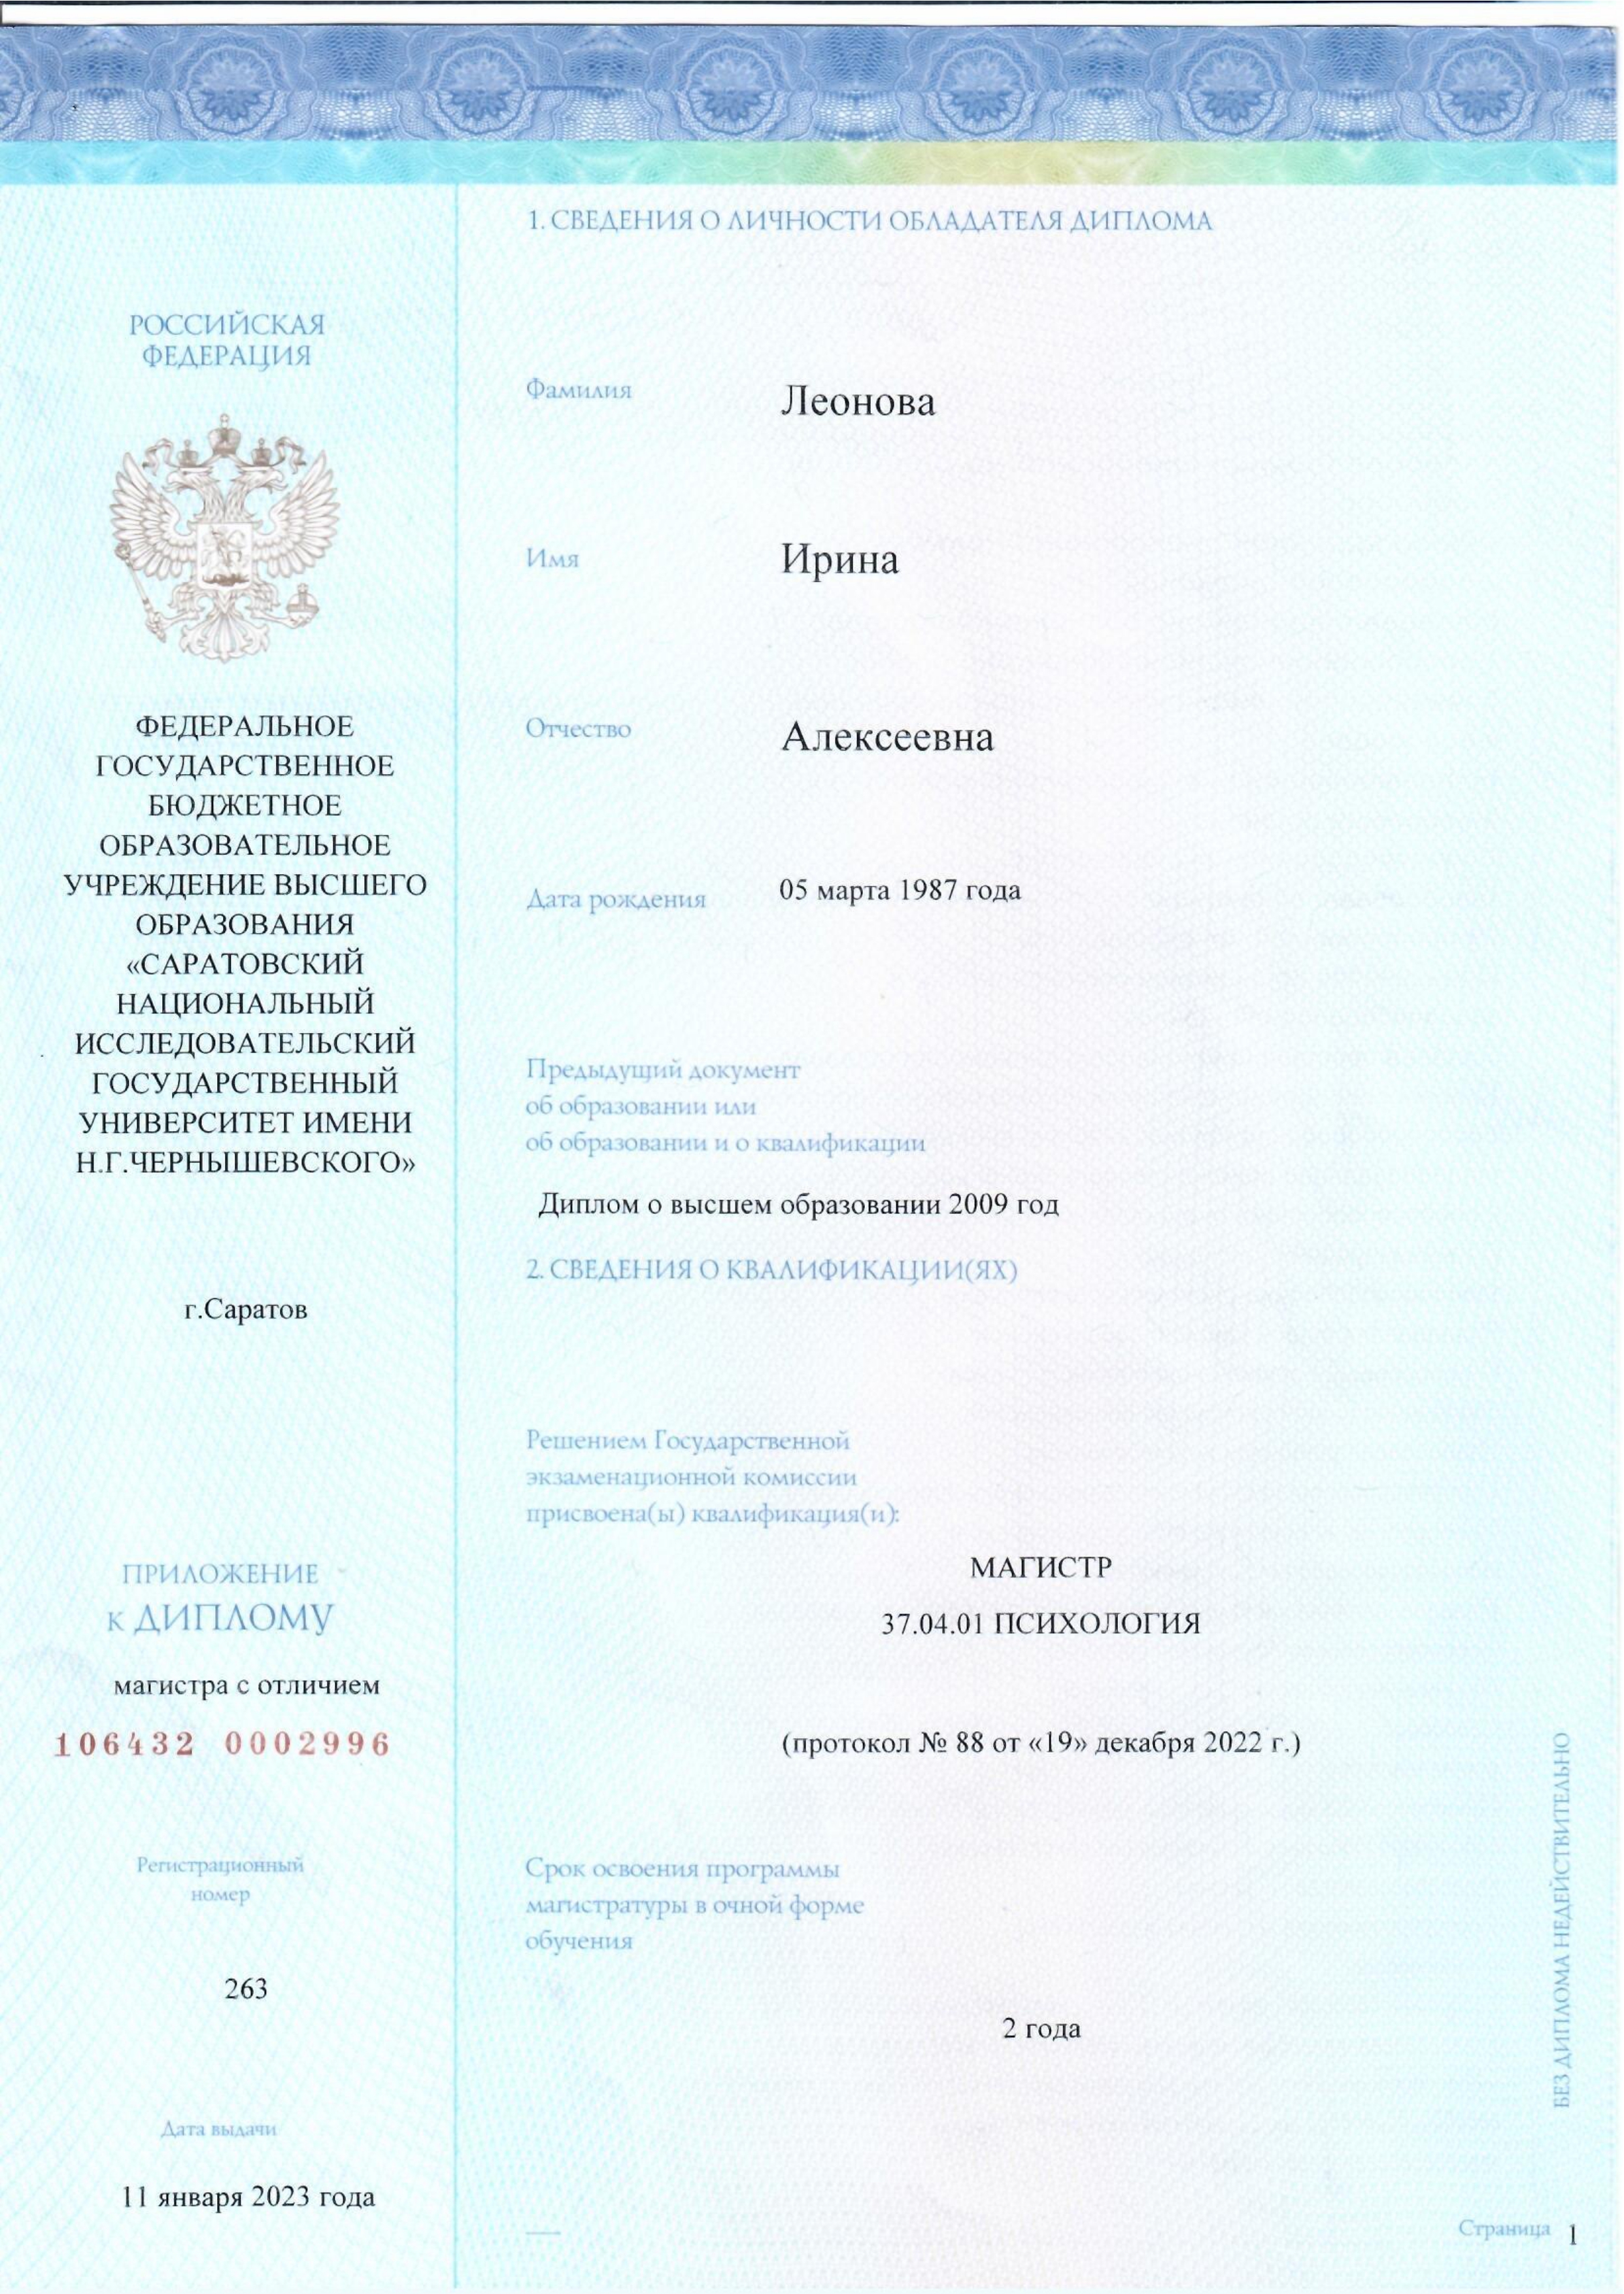 РОССИЙСКАЯ
ФЕДЕРАЦИЯ
ФЕДЕРАЛЬНОЕ
ГОСУДАРСТВЕННОЕ
БЮДЖЕТНОЕ
ОБРАЗОВАТЕЛЬНОЕ
УЧРЕЖДЕНИЕ ВЫСШЕГО
ОБРАЗОВАНИЯ
«САРАТОВСКИЙ
НАЦИОНАЛЬНЫЙ
ИССЛЕДОВАТЕЛЬСКИЙ
ГОСУДАРСТВЕННЫЙ
УНИВЕРСИТЕТ ИМЕНИ
Н.Г.ЧЕРНЫШЕВСКОГО»
г.Саратов
ПРИЛОЖЕНИЕ
к ДИПЛОМУ
магистра с отличием
106432 0002996
Регистрационный
номер
263
Дата выдачи
11 января 2023 года
1. СВЕДЕНИЯ О ЛИЧНОСТИ ОБЛАДАТЕЛЯ ДИПЛОМА
Фамилия Леонова
Имя Ирина
Отчество Алексеевна
Дата рождения 05 марта 1987 года
Предыдущий документ
об образовании или
об образовании и о квалификации
Диплом о высшем образовании 2009 год
2. СВЕДЕНИЯ О КВАЛИФИКАЦИИ(ЯХ)
Решением Государственной
экзаменационной комиссии
присвоена(ы) квалификация(и):
МАГИСТР
37.04.01 ПСИХОЛОГИЯ
(протокол № 88 от «19» декабря 2022 г.)
Срок освоения программы
магистратуры в очной форме
обучения
2 года
БЕЗ ДИПЛОМА НЕДЕЙСТВИТЕЛЬНО
Страница 1